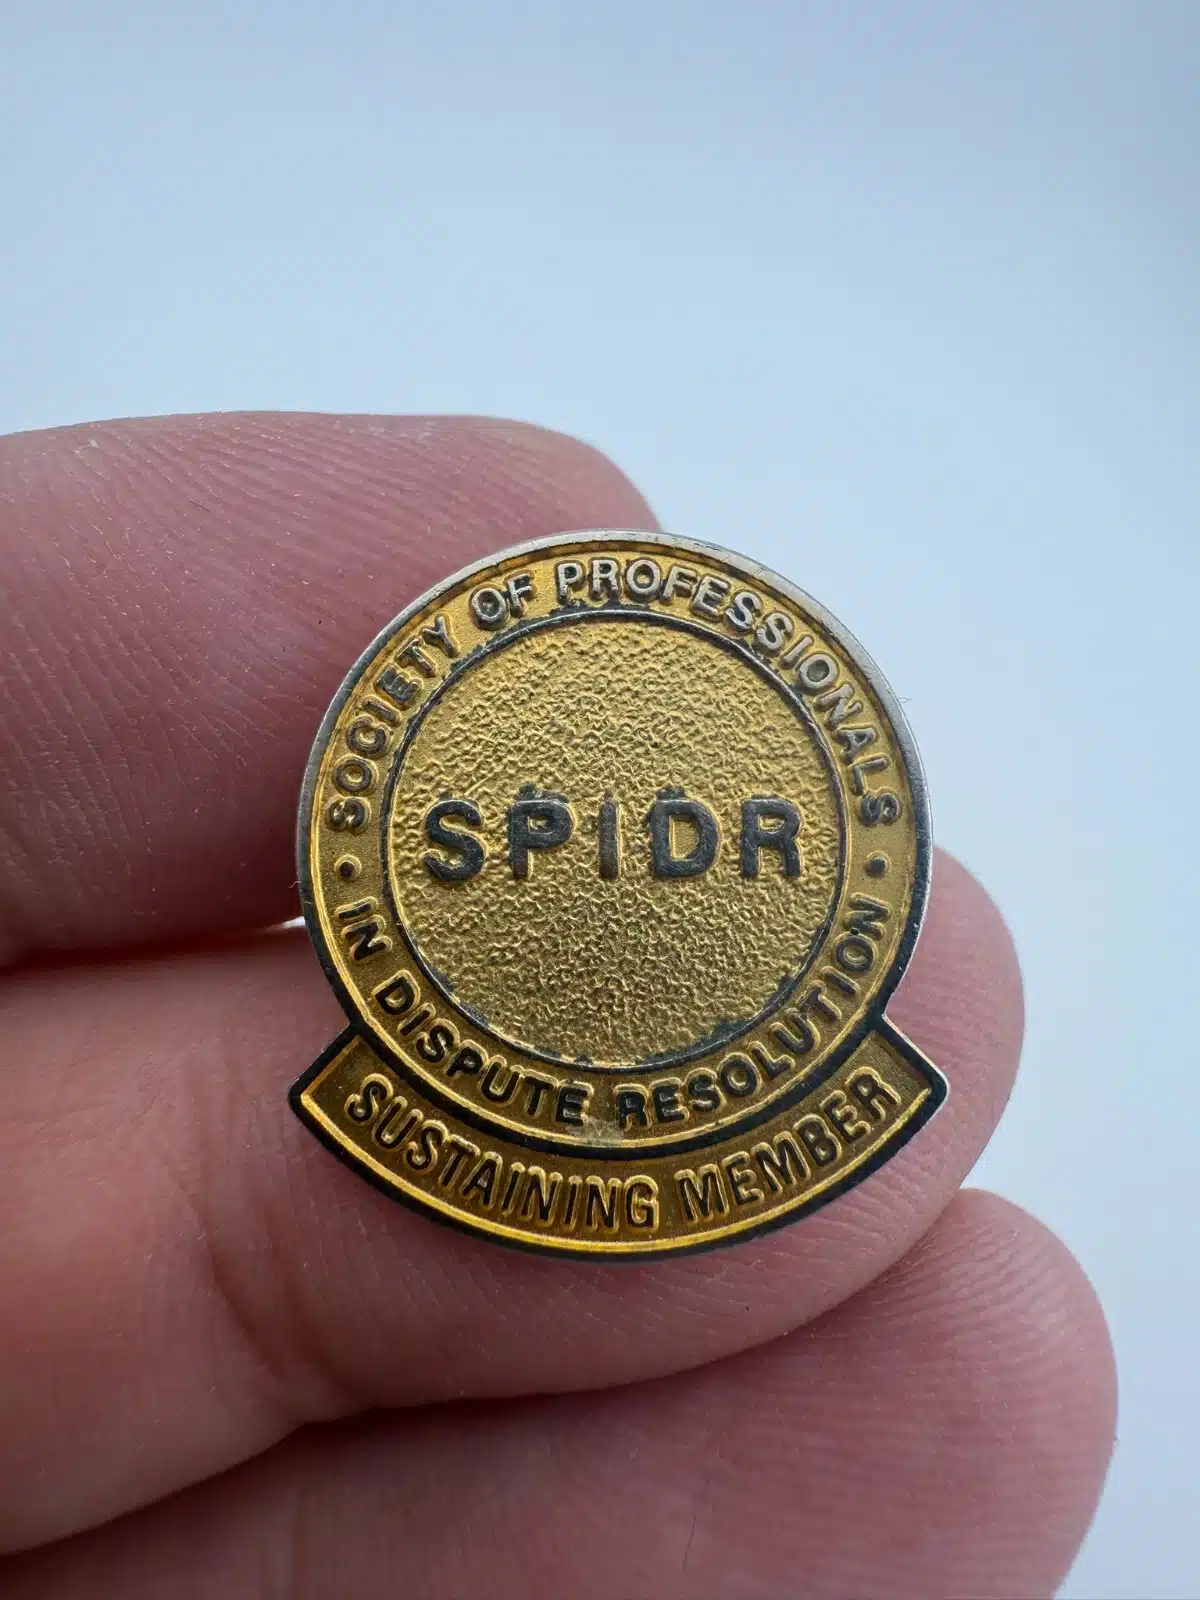 SOCIETY OF PROFESSIONALS
SPIDR
• IN DISPUTE RESOLUTION •
SUSTAINING MEMBER